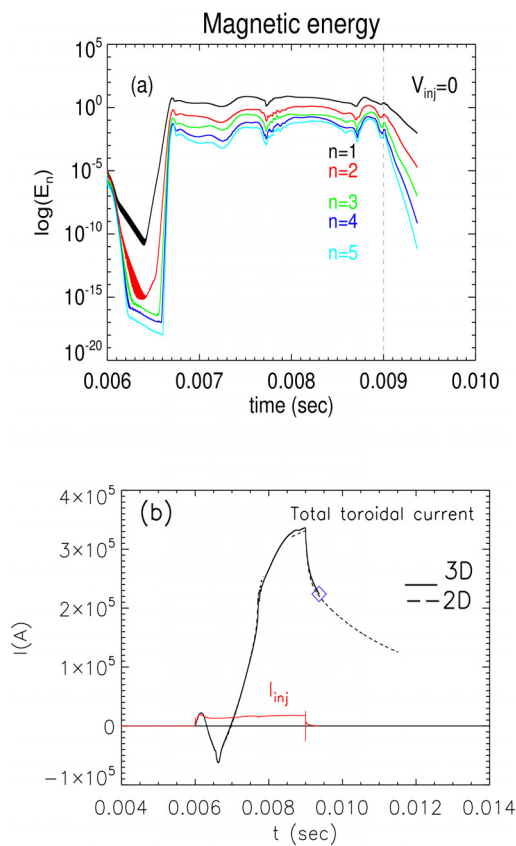 Magnetic energy
10^5
(a)
V_inj=0
10^0
log(E_n)
n=1
n=2
10^-5
n=3
n=4
10^-10
n=5
10^-15
10^-20
0.006 0.007 0.008 0.009 0.010
time (sec)
4×10^5
(b)
Total toroidal current
3×10^5
3D
2D
2×10^5
I(A)
1×10^5
I_inj
0
−1×10^5
0.004 0.006 0.008 0.010 0.012 0.014
t (sec)